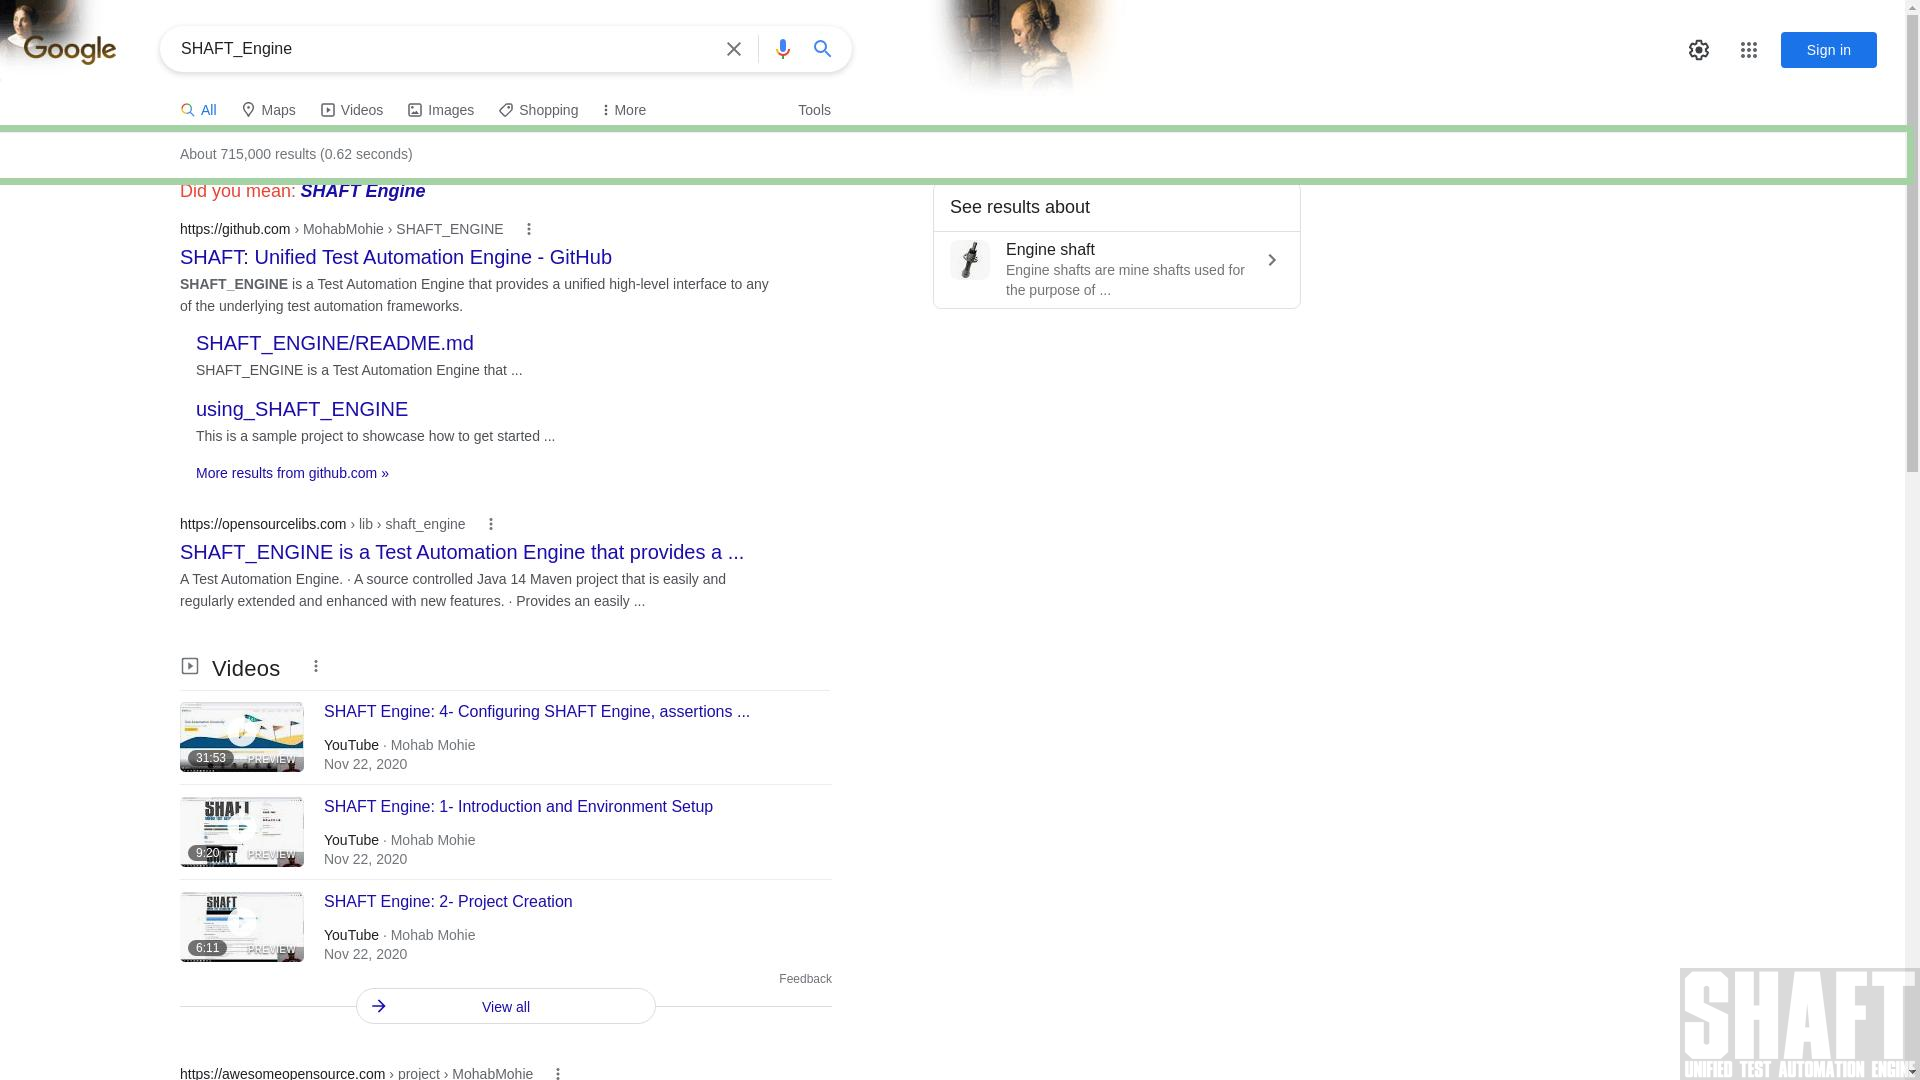 Google
SHAFT_Engine
Sign in
All
Maps
Videos
Images
Shopping
More
Tools
About 715,000 results (0.62 seconds)
Did you mean: SHAFT Engine
https://github.com › MohabMohie › SHAFT_ENGINE
SHAFT: Unified Test Automation Engine - GitHub
SHAFT_ENGINE is a Test Automation Engine that provides a unified high-level interface to any
of the underlying test automation frameworks.
SHAFT_ENGINE/README.md
SHAFT_ENGINE is a Test Automation Engine that ...
using_SHAFT_ENGINE
This is a sample project to showcase how to get started ...
More results from github.com »
https://opensourcelibs.com › lib › shaft_engine
SHAFT_ENGINE is a Test Automation Engine that provides a ...
A Test Automation Engine. · A source controlled Java 14 Maven project that is easily and
regularly extended and enhanced with new features. · Provides an easily ...
Videos
SHAFT Engine: 4- Configuring SHAFT Engine, assertions ...
YouTube · Mohab Mohie
Nov 22, 2020
31:53
PREVIEW
SHAFT Engine: 1- Introduction and Environment Setup
YouTube · Mohab Mohie
Nov 22, 2020
SHAFT
9:20
PREVIEW
SHAFT Engine: 2- Project Creation
YouTube · Mohab Mohie
Nov 22, 2020
SHAFT
6:11
PREVIEW
Feedback
View all
https://awesomeopensource.com › project › MohabMohie
See results about
Engine shaft
Engine shafts are mine shafts used for
the purpose of ...
SHAFT
UNIFIED TEST AUTOMATION ENGINE